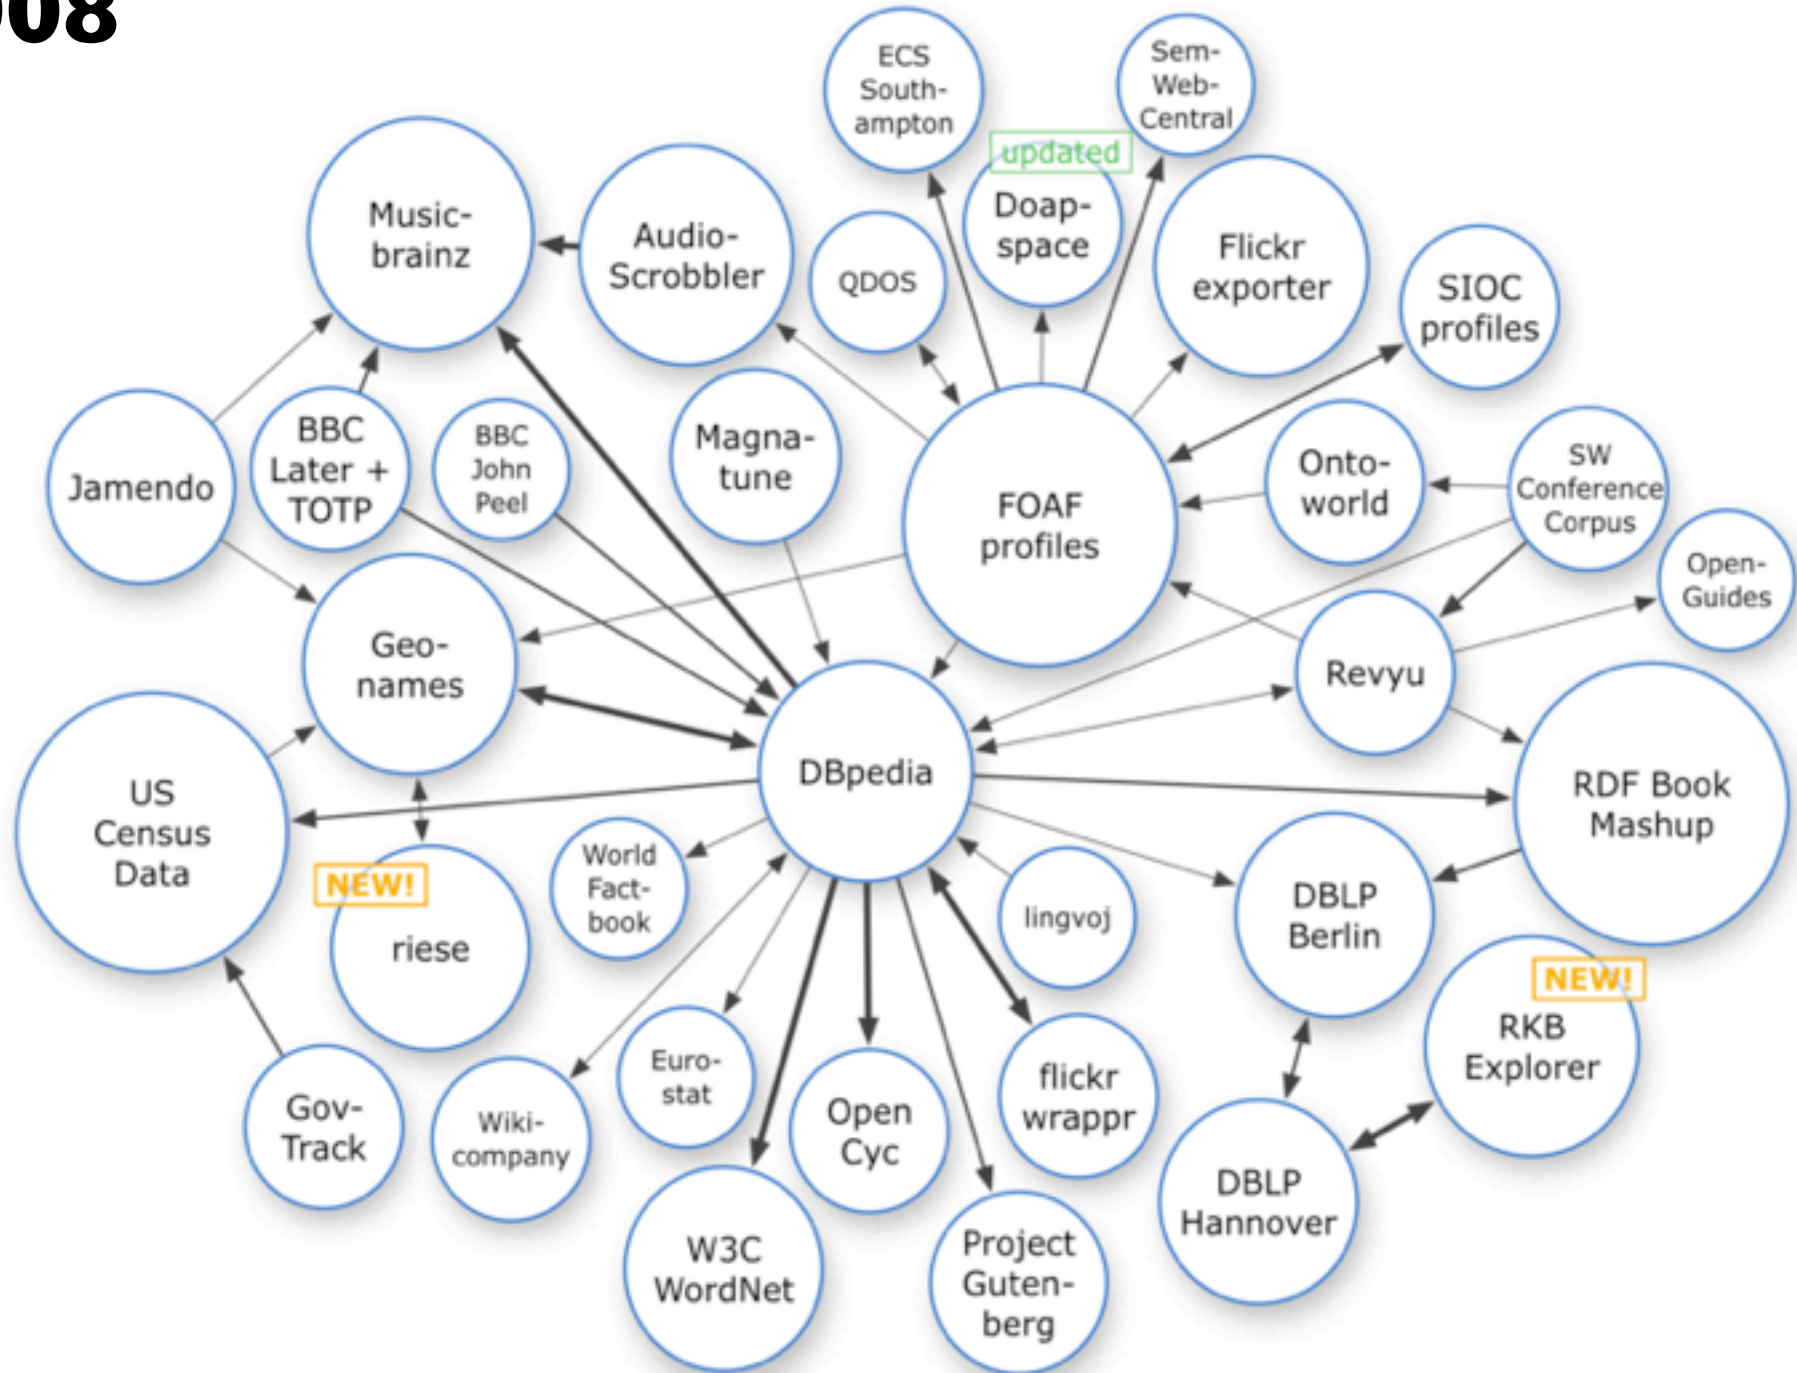 008
ECS
South-
ampton
Sem-
Web-
Central
updated
Doap-
space
Music-
brainz
Audio-
Scrobbler
QDOS
Flickr
exporter
SIOC
profiles
Jamendo
BBC
Later +
TOTP
BBC
John
Peel
Magna-
tune
FOAF
profiles
Onto-
world
SW
Conference
Corpus
Open-
Guides
Geo-
names
Revyu
US
Census
Data
DBpedia
RDF Book
Mashup
NEW!
riese
World
Fact-
book
lingvoj
DBLP
Berlin
NEW!
RKB
Explorer
Gov-
Track
Wiki-
company
Euro-
stat
Open
Cyc
flickr
wrappr
DBLP
Hannover
W3C
WordNet
Project
Guten-
berg